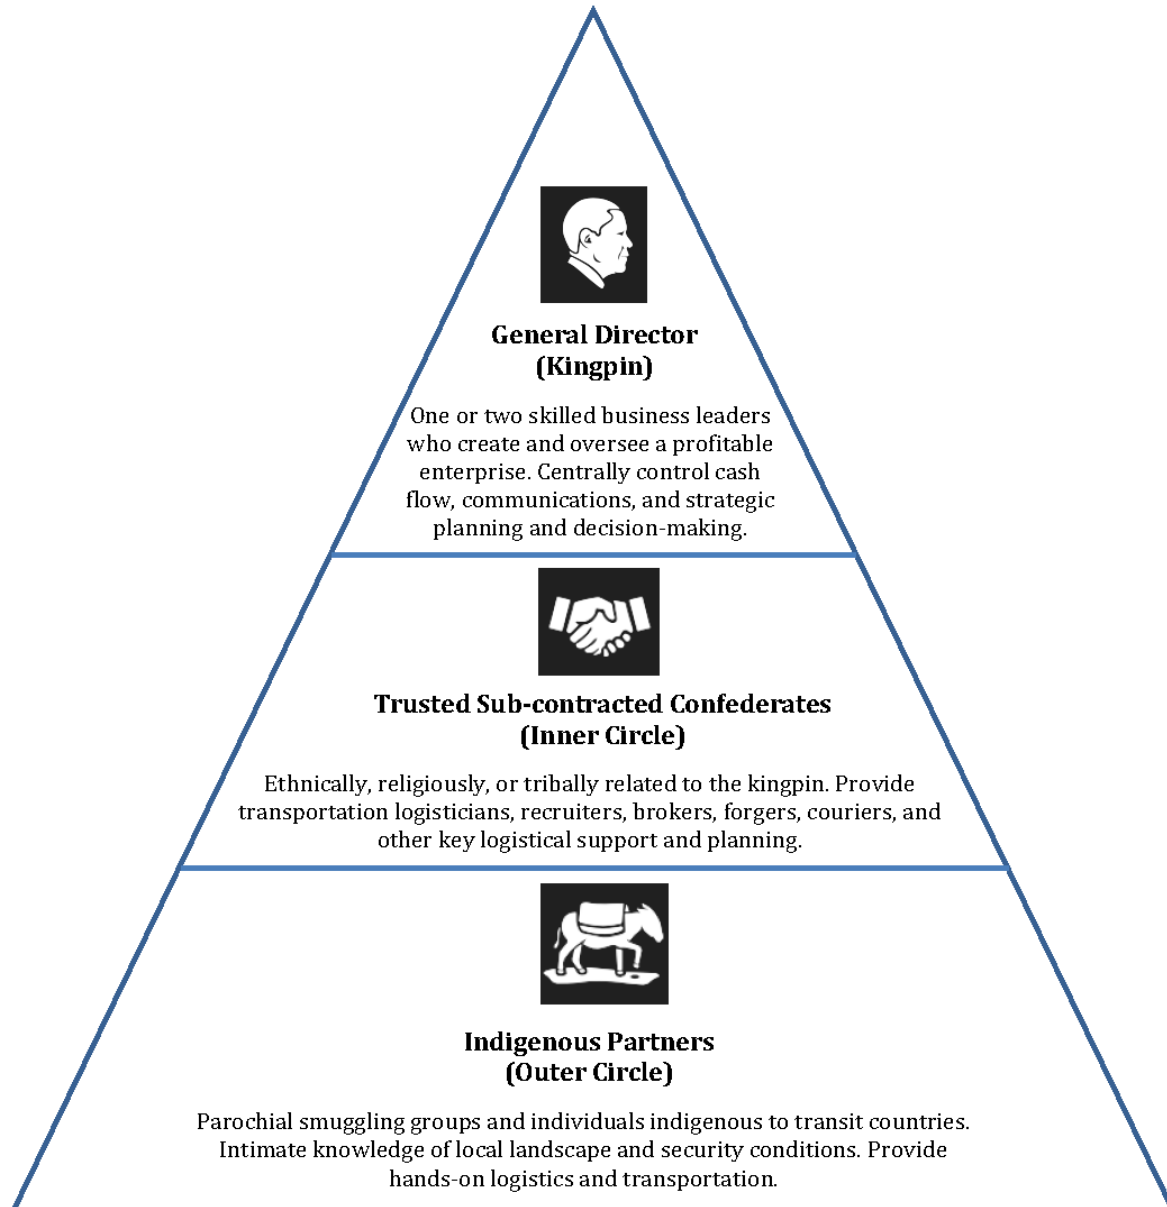 General Director
(Kingpin)
One or two skilled business leaders
who create and oversee a profitable
enterprise. Centrally control cash
flow, communications, and strategic
planning and decision-making.
Trusted Sub-contracted Confederates
(Inner Circle)
Ethnically, religiously, or tribally related to the kingpin. Provide
transportation logisticians, recruiters, brokers, forgers, couriers, and
other key logistical support and planning.
Indigenous Partners
(Outer Circle)
Parochial smuggling groups and individuals indigenous to transit countries.
Intimate knowledge of local landscape and security conditions. Provide
hands-on logistics and transportation.